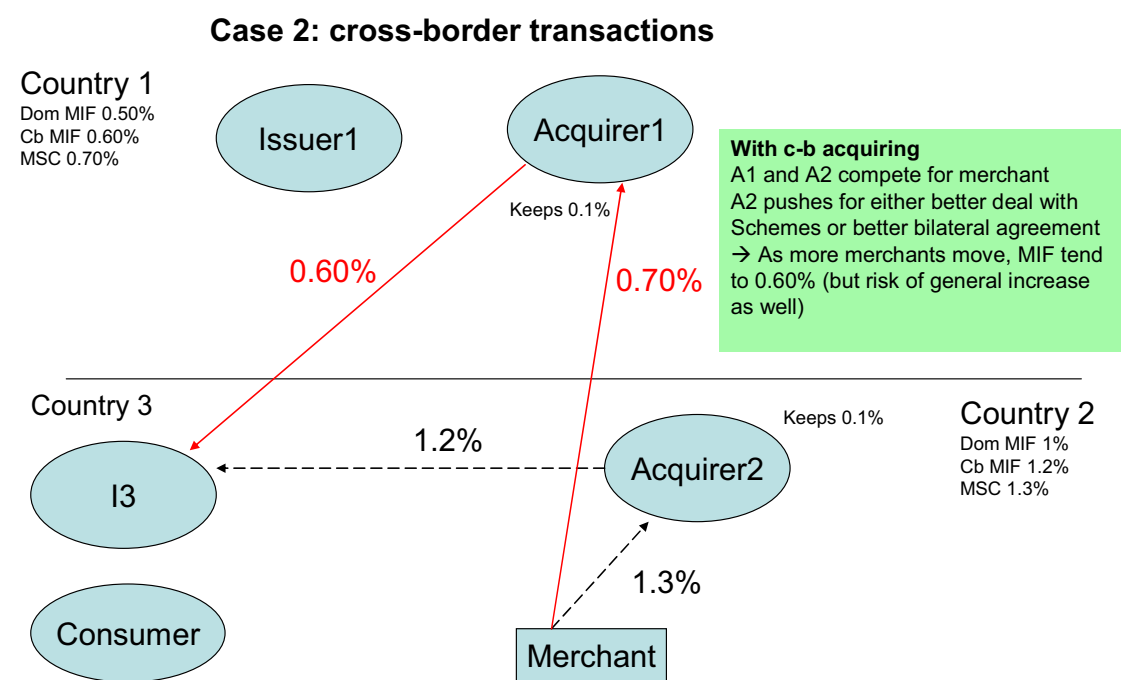 Case 2: cross-border transactions
Country 1
Dom MIF 0.50%
Cb MIF 0.60%
MSC 0.70%
Issuer1
Acquirer1
Keeps 0.1%
With c-b acquiring
A1 and A2 compete for merchant
A2 pushes for either better deal with
Schemes or better bilateral agreement
→ As more merchants move, MIF tend
to 0.60% (but risk of general increase
as well)
0.60%
0.70%
Country 3
I3
1.2%
Acquirer2
Keeps 0.1%
Country 2
Dom MIF 1%
Cb MIF 1.2%
MSC 1.3%
1.3%
Consumer
Merchant